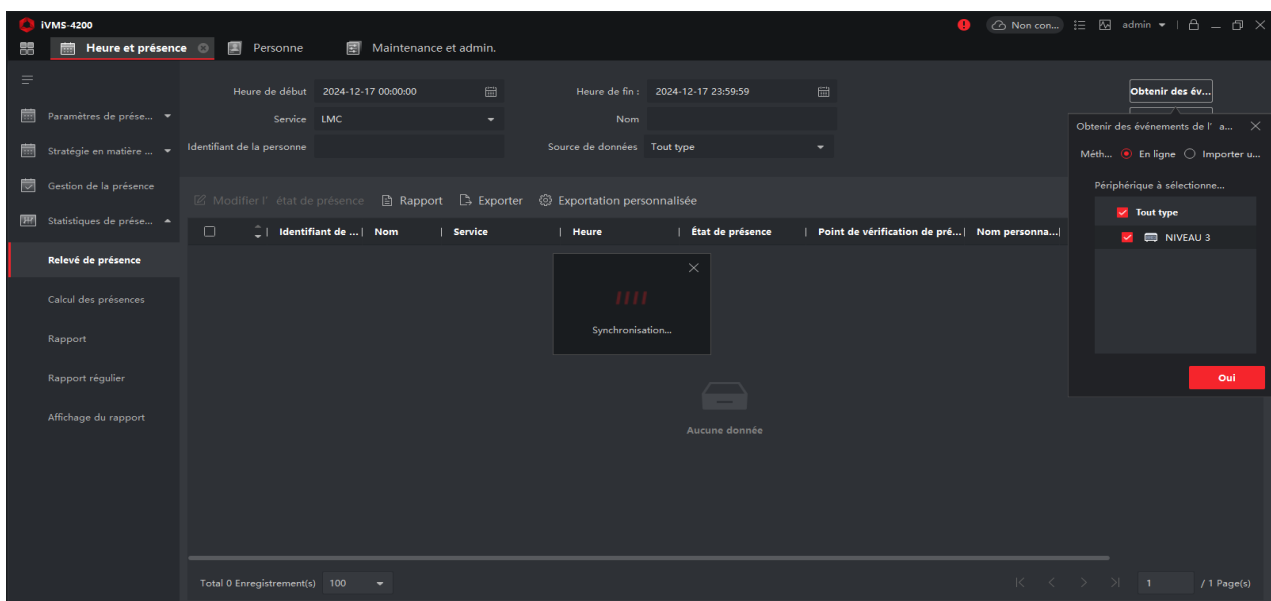 iVMS-4200
Non con...
admin
Heure et présence
Personne
Maintenance et admin.
Heure de début 2024-12-17 00:00:00 Heure de fin : 2024-12-17 23:59:59 Obtenir des év...
Paramètres de prése...
Service LMC Nom
Stratégie en matière ...
Identifiant de la personne Source de données Tout type
Gestion de la présence
Statistiques de prése...
Relevé de présence
Calcul des présences
Rapport
Rapport régulier
Affichage du rapport
Modifier l'état de présence Rapport Exporter Exportation personnalisée
Identifiant de ... Nom Service Heure État de présence Point de vérification de pré... Nom personna...
Synchronisation...
Aucune donnée
Obtenir des événements de l' a...
Méth... En ligne Importer u...
Périphérique à sélectionne...
Tout type
NIVEAU 3
Oui
Total 0 Enregistrement(s) 100 1 / 1 Page(s)